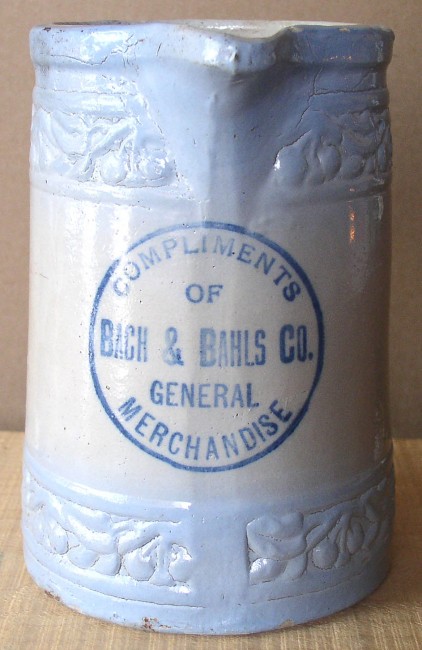 COMPLIMENTS
OF
BACH & BAHLS CO.
GENERAL
MERCHANDISE